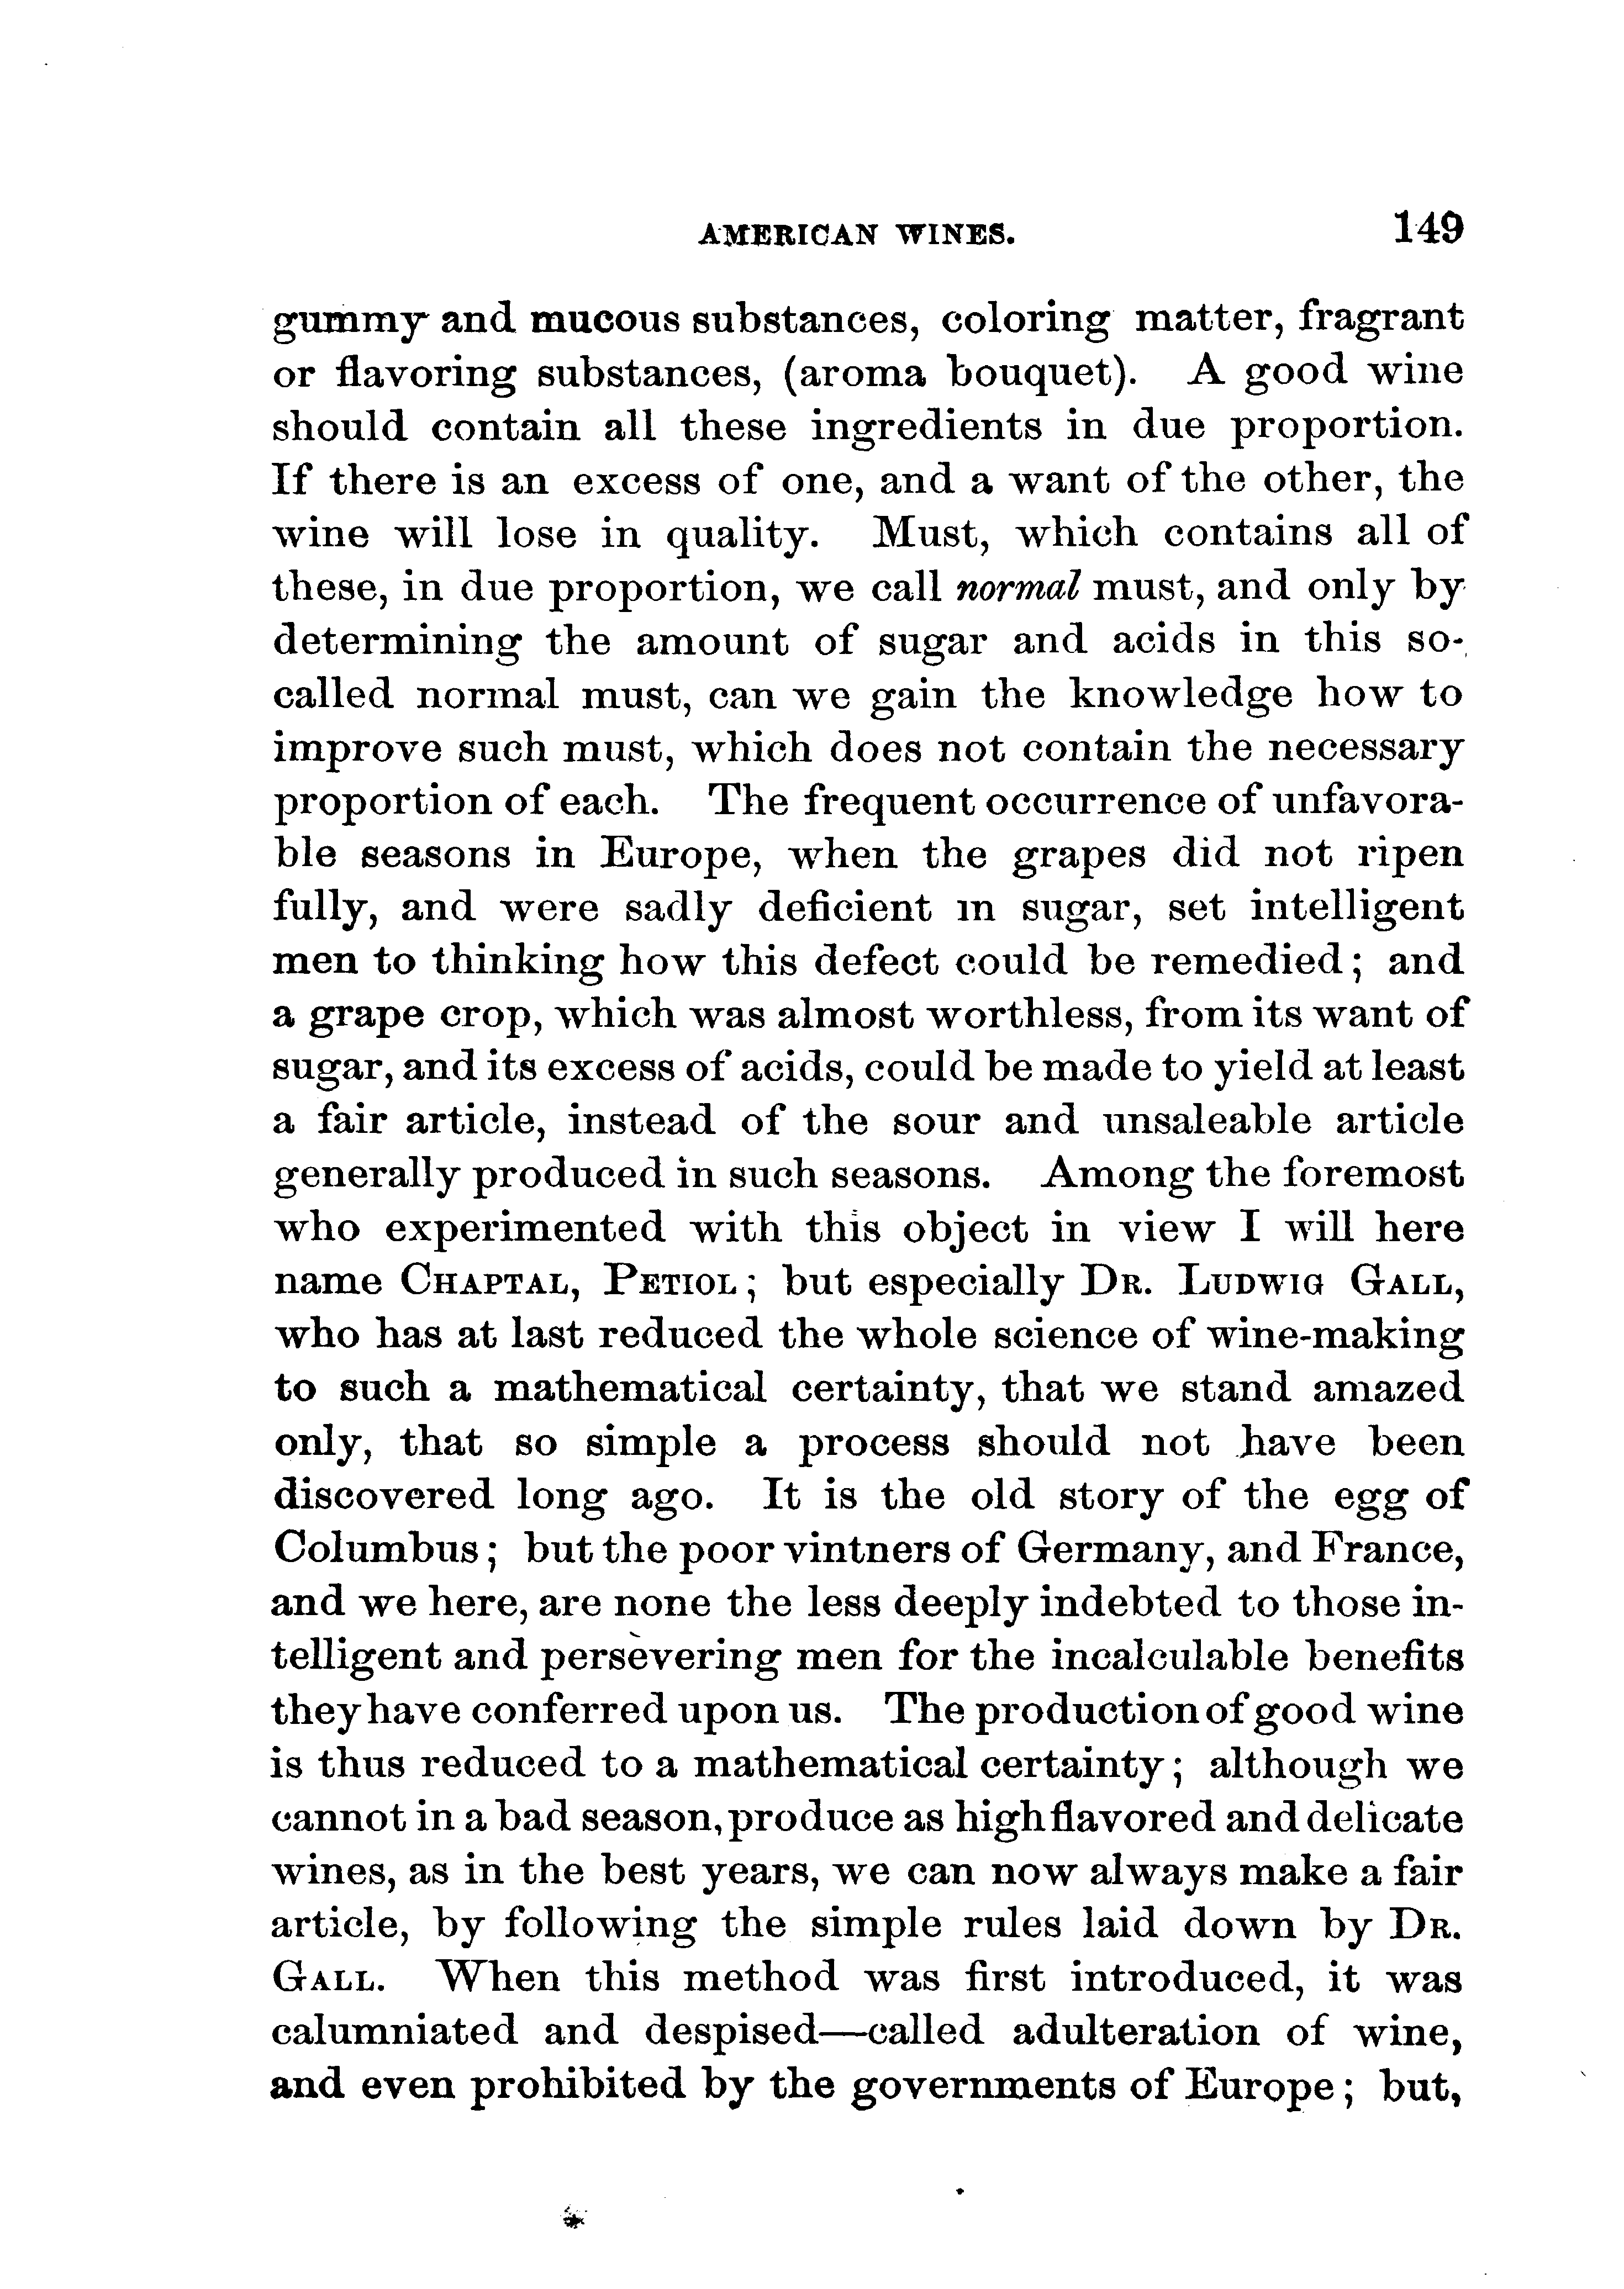 AMERICAN WINES. 149
gummy and mucous substances, coloring matter, fragrant
or flavoring substances, (aroma bouquet). A good wine
should contain all these ingredients in due proportion.
If there is an excess of one, and a want of the other, the
wine will lose in quality. Must, which contains all of
these, in due proportion, we call normal must, and only by
determining the amount of sugar and acids in this so-
called normal must, can we gain the knowledge how to
improve such must, which does not contain the necessary
proportion of each. The frequent occurrence of unfavora-
ble seasons in Europe, when the grapes did not ripen
fully, and were sadly deficient in sugar, set intelligent
men to thinking how this defect could be remedied; and
a grape crop, which was almost worthless, from its want of
sugar, and its excess of acids, could be made to yield at least
a fair article, instead of the sour and unsaleable article
generally produced in such seasons. Among the foremost
who experimented with this object in view I will here
name CHAPTAL, PETIOL; but especially DR. LUDWIG GALL,
who has at last reduced the whole science of wine-making
to such a mathematical certainty, that we stand amazed
only, that so simple a process should not have been
discovered long ago. It is the old story of the egg of
Columbus; but the poor vintners of Germany, and France,
and we here, are none the less deeply indebted to those in-
telligent and persevering men for the incalculable benefits
they have conferred upon us. The production of good wine
is thus reduced to a mathematical certainty; although we
cannot in a bad season, produce as high flavored and delicate
wines, as in the best years, we can now always make a fair
article, by following the simple rules laid down by DR.
GALL. When this method was first introduced, it was
calumniated and despised—called adulteration of wine,
and even prohibited by the governments of Europe; but,